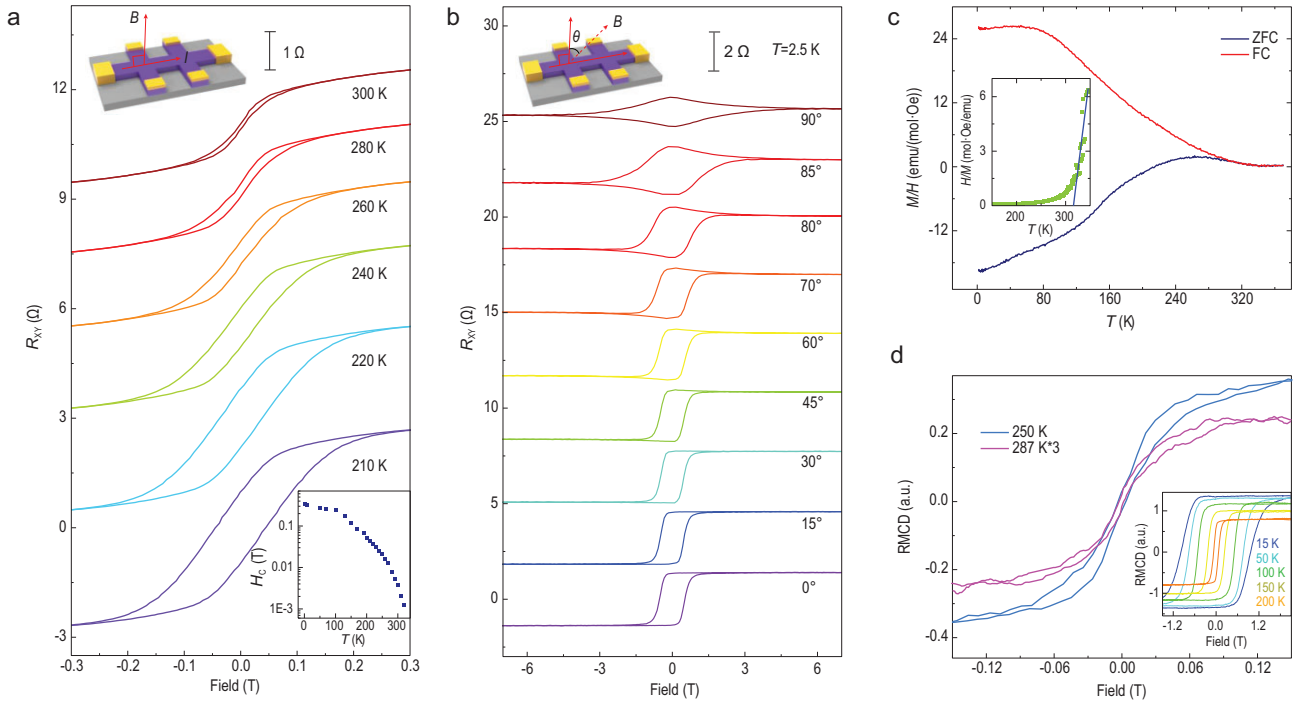 a
B
I
1 Ω
300 K
280 K
260 K
240 K
220 K
210 K
12
9
6
3
0
-3
R_XY (Ω)
-0.3
-0.2
-0.1
0.0
0.1
0.2
0.3
Field (T)
0.1
0.01
1E-3
H_C (T)
0
100
200
300
T (K)
b
B
θ
2 Ω
T=2.5 K
90°
85°
80°
70°
60°
45°
30°
15°
0°
30
25
20
15
10
5
0
R_XY (Ω)
-6
-3
0
3
6
Field (T)
c
ZFC
FC
24
12
0
-12
M/H (emu/(mol·Oe))
0
80
160
240
320
T (K)
6
3
0
H/M (mol·Oe/emu)
200
300
T (K)
d
250 K
287 K*3
0.2
0.0
-0.2
-0.4
RMCD (a.u.)
-0.12
-0.06
0.00
0.06
0.12
Field (T)
1
0
-1
RMCD (a.u.)
15 K
50 K
100 K
150 K
200 K
-1.2
0.0
1.2
Field (T)